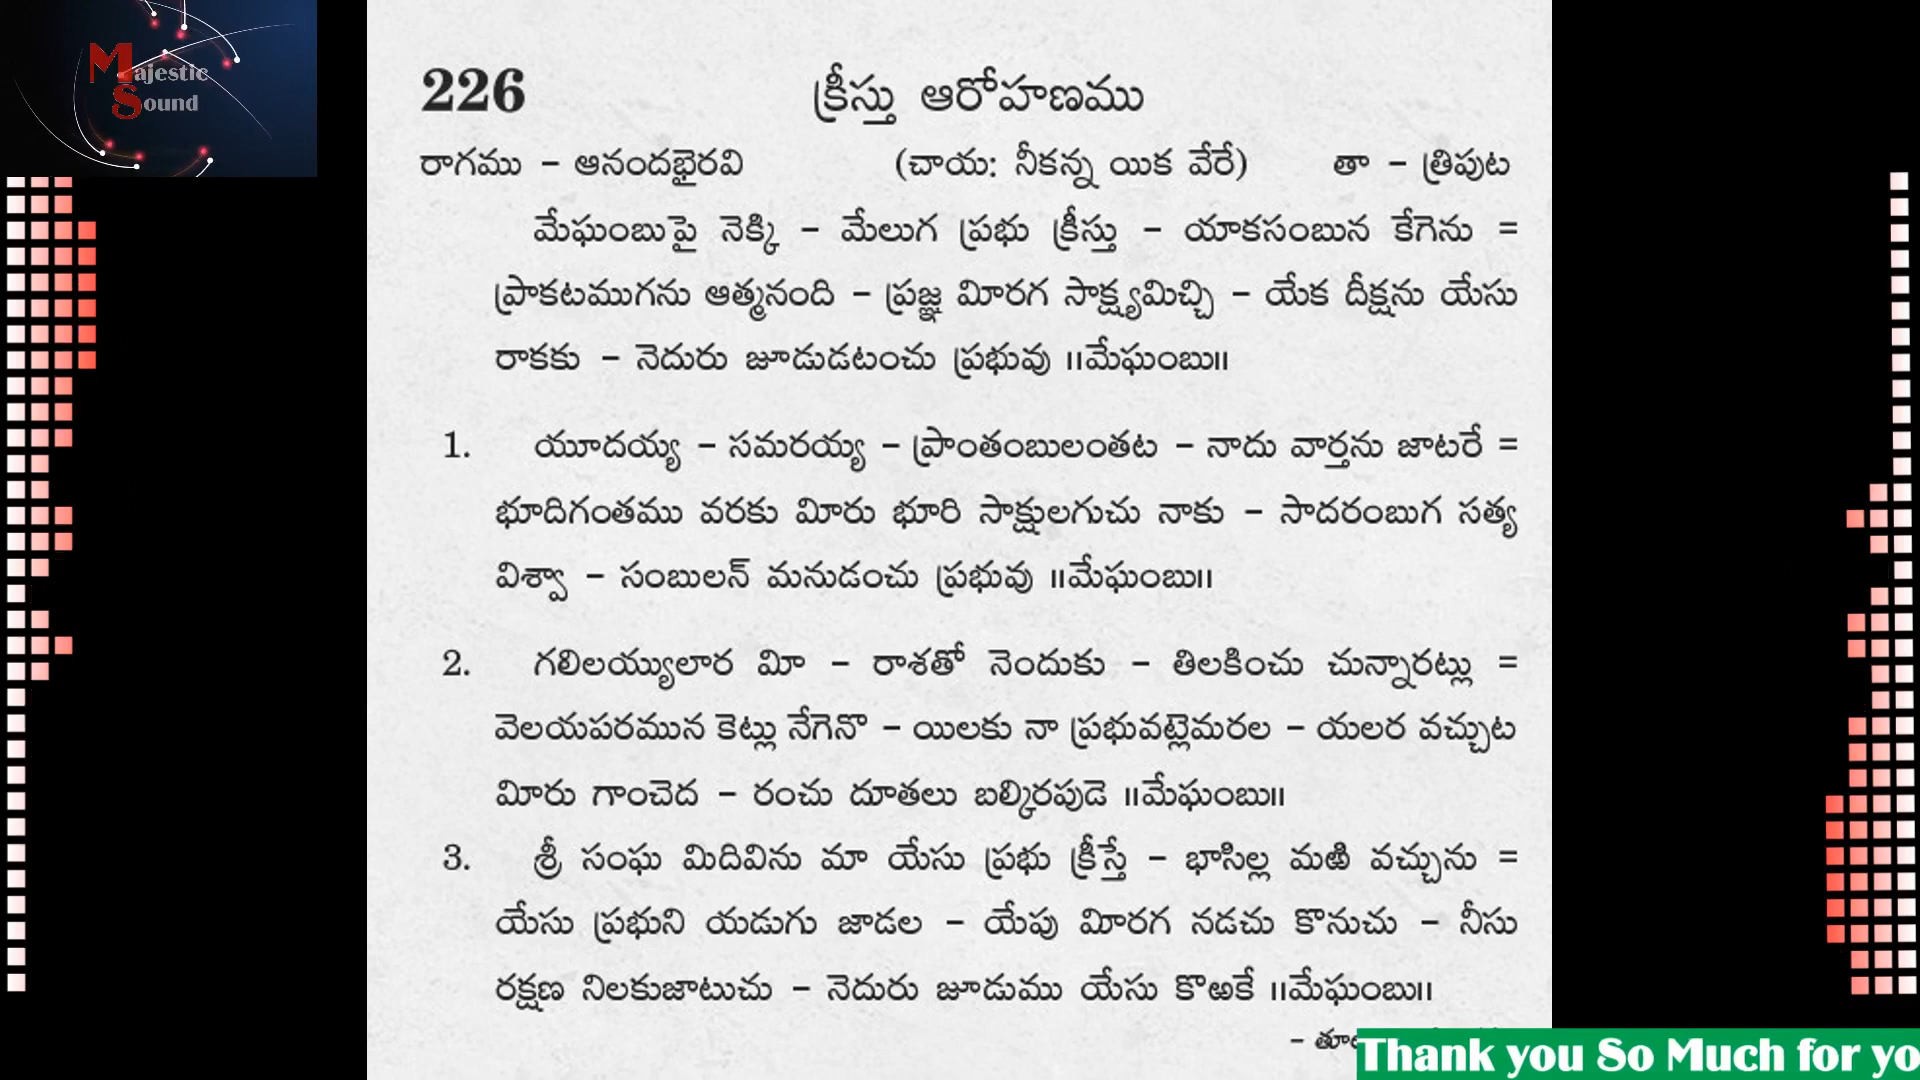 Majestic
Sound
226 క్రీస్తు ఆరోహణము
రాగము – ఆనందభైరవి (చాయ: నీకన్న యిక వేరే) తా – త్రిపుట
మేఘంబుపై నెక్కి – మేలుగ ప్రభు క్రీస్తు – యాకసంబున కేగెను =
ప్రాకటముగను ఆత్మనంది – ప్రజ్ఞ మీరగ సాక్ష్యమిచ్చి – యేక దీక్షను యేసు
రాకకు – నెదురు జూడుడటంచు ప్రభువు ॥మేఘంబు॥
1. యూదయ్య – సమరయ్య – ప్రాంతంబులంతట – నాదు వార్తను జాటరే =
భూదిగంతము వరకు మీరు భూరి సాక్షులగుచు నాకు – సాదరంబుగ సత్య
విశ్వా – సంబులన్ మనుడంచు ప్రభువు ॥మేఘంబు॥
2. గలిలయ్యులార మీ – రాశతో నెందుకు – తిలకించు చున్నారట్లు =
వెలయపరమున కెట్లు నేగెనొ – యిలకు నా ప్రభువట్లెమరల – యలర వచ్చుట
మీరు గాంచెద – రంచు దూతలు బల్కిరపుడె ॥మేఘంబు॥
3. శ్రీ సంఘ మిదివిను మా యేసు ప్రభు క్రీస్తే – భాసిల్ల మఱి వచ్చును =
యేసు ప్రభుని యడుగు జాడల – యేపు మీరగ నడచు కొనుచు – నీసు
రక్షణ నిలకుజాటుచు – నెదురు జూడుము యేసు కొఱకే ॥మేఘంబు॥
Thank you So Much for yo